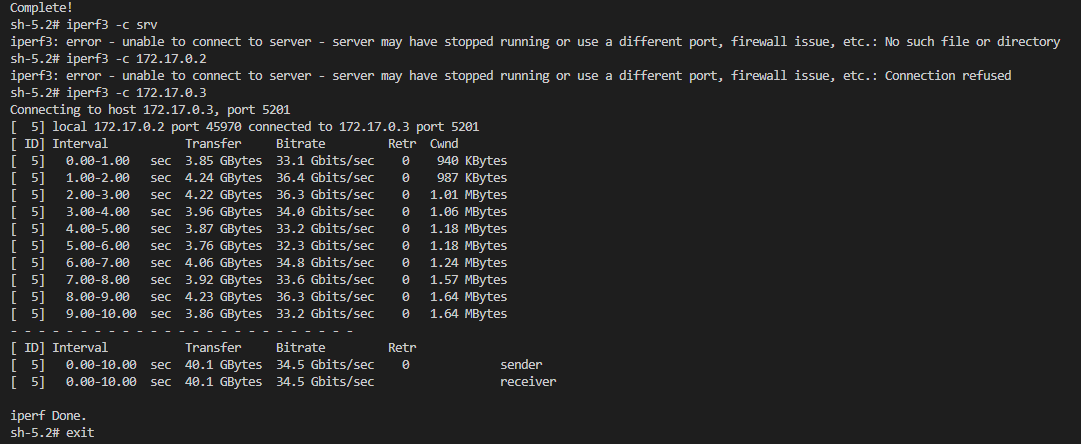 Complete!
sh-5.2# iperf3 -c srv
iperf3: error - unable to connect to server - server may have stopped running or use a different port, firewall issue, etc.: No such file or directory
sh-5.2# iperf3 -c 172.17.0.2
iperf3: error - unable to connect to server - server may have stopped running or use a different port, firewall issue, etc.: Connection refused
sh-5.2# iperf3 -c 172.17.0.3
Connecting to host 172.17.0.3, port 5201
[  5] local 172.17.0.2 port 45970 connected to 172.17.0.3 port 5201
[ ID] Interval           Transfer     Bitrate         Retr  Cwnd
[  5]   0.00-1.00   sec  3.85 GBytes  33.1 Gbits/sec    0    940 KBytes
[  5]   1.00-2.00   sec  4.24 GBytes  36.4 Gbits/sec    0    987 KBytes
[  5]   2.00-3.00   sec  4.22 GBytes  36.3 Gbits/sec    0   1.01 MBytes
[  5]   3.00-4.00   sec  3.96 GBytes  34.0 Gbits/sec    0   1.06 MBytes
[  5]   4.00-5.00   sec  3.87 GBytes  33.2 Gbits/sec    0   1.18 MBytes
[  5]   5.00-6.00   sec  3.76 GBytes  32.3 Gbits/sec    0   1.18 MBytes
[  5]   6.00-7.00   sec  4.06 GBytes  34.8 Gbits/sec    0   1.24 MBytes
[  5]   7.00-8.00   sec  3.92 GBytes  33.6 Gbits/sec    0   1.57 MBytes
[  5]   8.00-9.00   sec  4.23 GBytes  36.3 Gbits/sec    0   1.64 MBytes
[  5]   9.00-10.00  sec  3.86 GBytes  33.2 Gbits/sec    0   1.64 MBytes
- - - - - - - - - - - - - - - - - - - - - - - - -
[ ID] Interval           Transfer     Bitrate         Retr
[  5]   0.00-10.00  sec  40.1 GBytes  34.5 Gbits/sec    0             sender
[  5]   0.00-10.00  sec  40.1 GBytes  34.5 Gbits/sec                  receiver

iperf Done.
sh-5.2# exit